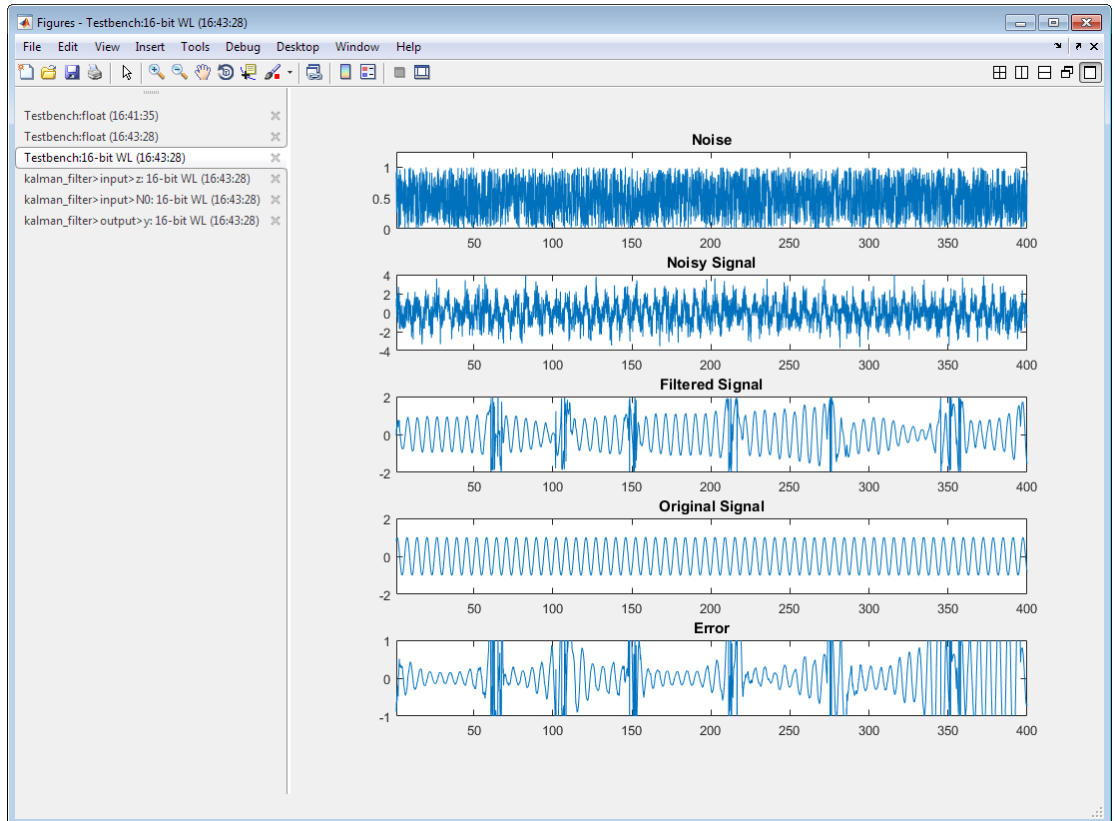 Figures - Testbench:16-bit WL (16:43:28)
File Edit View Insert Tools Debug Desktop Window Help
Testbench:float (16:41:35)
Testbench:float (16:43:28)
Testbench:16-bit WL (16:43:28)
kalman_filter>input>z: 16-bit WL (16:43:28)
kalman_filter>input>N0: 16-bit WL (16:43:28)
kalman_filter>output>y: 16-bit WL (16:43:28)
Noise
1
0.5
0
50 100 150 200 250 300 350 400
Noisy Signal
4
2
0
-2
-4
50 100 150 200 250 300 350 400
Filtered Signal
2
0
-2
50 100 150 200 250 300 350 400
Original Signal
2
0
-2
50 100 150 200 250 300 350 400
Error
1
0
-1
50 100 150 200 250 300 350 400